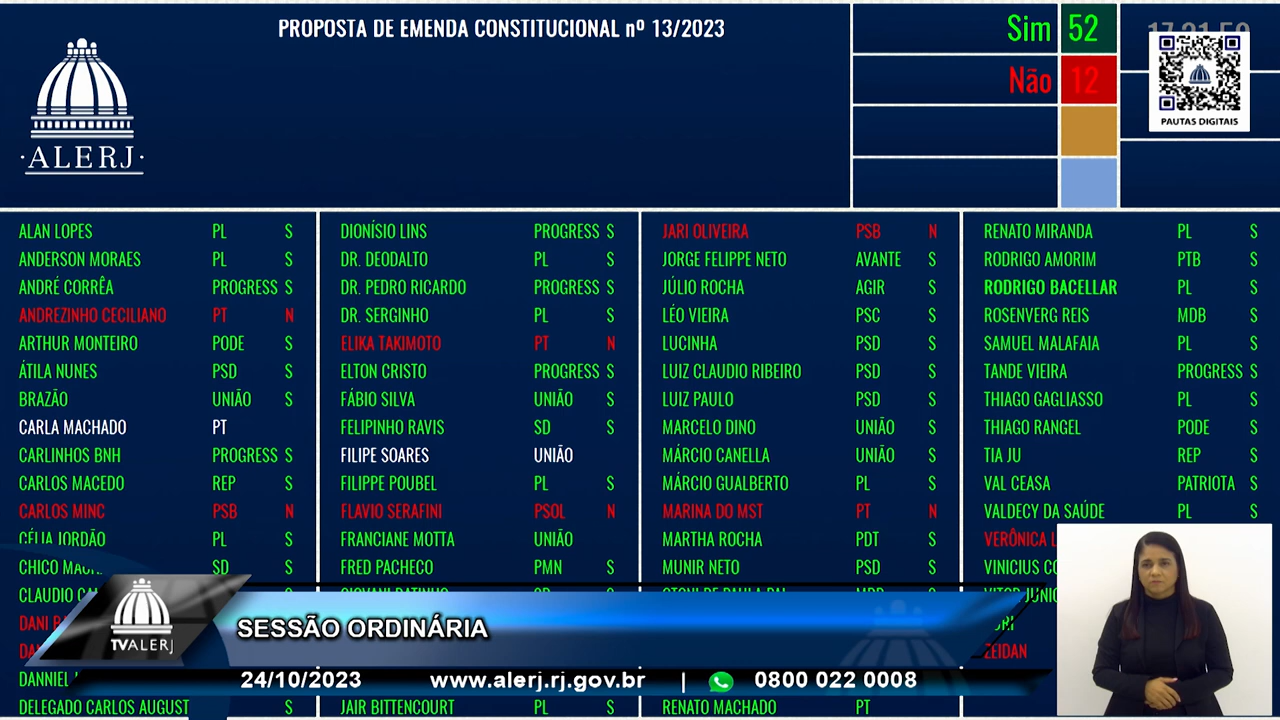 PROPOSTA DE EMENDA CONSTITUCIONAL nº 13/2023
Sim 52
Não 12
PAUTAS DIGITAIS
·ALERJ·
ALAN LOPES PL S
ANDERSON MORAES PL S
ANDRÉ CORRÊA PROGRESS S
ANDREZINHO CECILIANO PT N
ARTHUR MONTEIRO PODE S
ÁTILA NUNES PSD S
BRAZÃO UNIÃO S
CARLA MACHADO PT
CARLINHOS BNH PROGRESS S
CARLOS MACEDO REP S
CARLOS MINC PSB N
CÉLIA JORDÃO PL S
CHICO SD S
CLAUDIO
DANI
DANNIEL
DELEGADO CARLOS AUGUST S
DIONÍSIO LINS PROGRESS S
DR. DEODALTO PL S
DR. PEDRO RICARDO PROGRESS S
DR. SERGINHO PL S
ELIKA TAKIMOTO PT N
ELTON CRISTO PROGRESS S
FÁBIO SILVA UNIÃO S
FELIPINHO RAVIS SD S
FILIPE SOARES UNIÃO
FILIPPE POUBEL PL S
FLAVIO SERAFINI PSOL N
FRANCIANE MOTTA UNIÃO
FRED PACHECO PMN S
JAIR BITTENCOURT PL S
JARI OLIVEIRA PSB N
JORGE FELIPPE NETO AVANTE S
JÚLIO ROCHA AGIR S
LÉO VIEIRA PSC S
LUCINHA PSD S
LUIZ CLAUDIO RIBEIRO PSD S
LUIZ PAULO PSD S
MARCELO DINO UNIÃO S
MÁRCIO CANELLA UNIÃO S
MÁRCIO GUALBERTO PL S
MARINA DO MST PT N
MARTHA ROCHA PDT S
MUNIR NETO PSD S
RENATO MACHADO PT
RENATO MIRANDA PL S
RODRIGO AMORIM PTB S
RODRIGO BACELLAR PL S
ROSENVERG REIS MDB S
SAMUEL MALAFAIA PL S
TANDE VIEIRA PROGRESS S
THIAGO GAGLIASSO PL S
THIAGO RANGEL PODE S
TIA JU REP S
VAL CEASA PATRIOTA S
VALDECY DA SAÚDE PL S
VERÔNICA
VINICIUS
ZEIDAN
TVALERJ
SESSÃO ORDINÁRIA
24/10/2023 www.alerj.rj.gov.br | 0800 022 0008